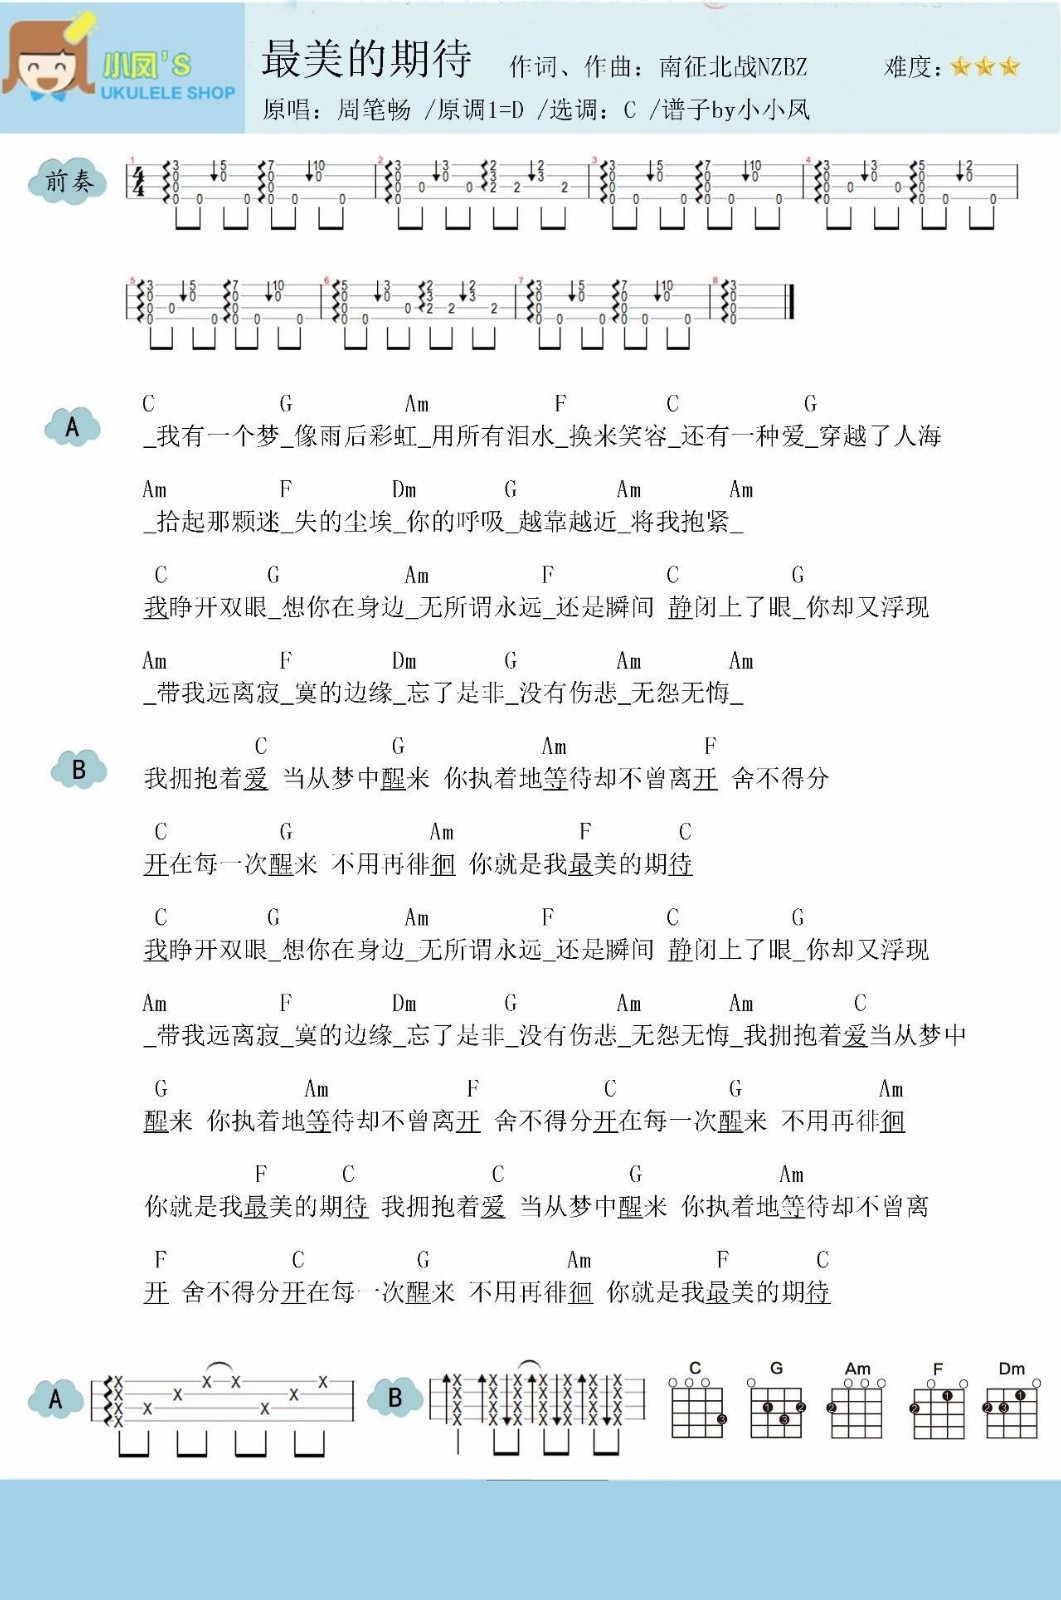 小凤'S
UKULELE SHOP
最美的期待 作词、作曲：南征北战NZBZ 难度：
原唱：周笔畅 /原调1=D /选调：C /谱子by小小凤
前奏
C G Am F C G
A _我有一个梦_像雨后彩虹_用所有泪水_换来笑容_还有一种爱_穿越了人海
Am F Dm G Am Am
_拾起那颗迷_失的尘埃_你的呼吸_越靠越近_将我抱紧_
C G Am F C G
我睁开双眼_想你在身边_无所谓永远_还是瞬间 静闭上了眼_你却又浮现
Am F Dm G Am Am
_带我远离寂_寞的边缘_忘了是非_没有伤悲_无怨无悔_
C G Am F
B 我拥抱着爱 当从梦中醒来 你执着地等待却不曾离开 舍不得分
C G Am F C
开在每一次醒来 不用再徘徊 你就是我最美的期待
C G Am F C G
我睁开双眼_想你在身边_无所谓永远_还是瞬间 静闭上了眼_你却又浮现
Am F Dm G Am Am C
_带我远离寂_寞的边缘_忘了是非_没有伤悲_无怨无悔_我拥抱着爱当从梦中
G Am F C G Am
醒来 你执着地等待却不曾离开 舍不得分开在每一次醒来 不用再徘徊
F C C G Am
你就是我最美的期待 我拥抱着爱 当从梦中醒来 你执着地等待却不曾离
F C G Am F C
开 舍不得分开在每一次醒来 不用再徘徊 你就是我最美的期待
A B C G Am F Dm